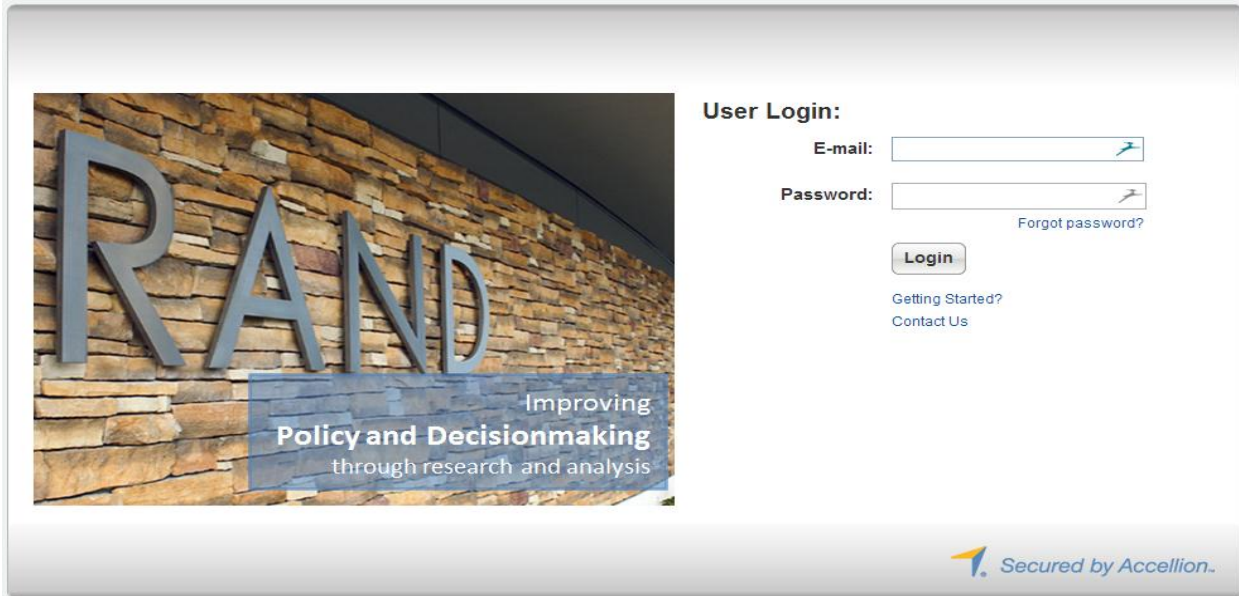 RAND
Improving
Policy and Decisionmaking
through research and analysis
User Login:
E-mail:
Password:
Forgot password?
Login
Getting Started?
Contact Us
Secured by Accellion™